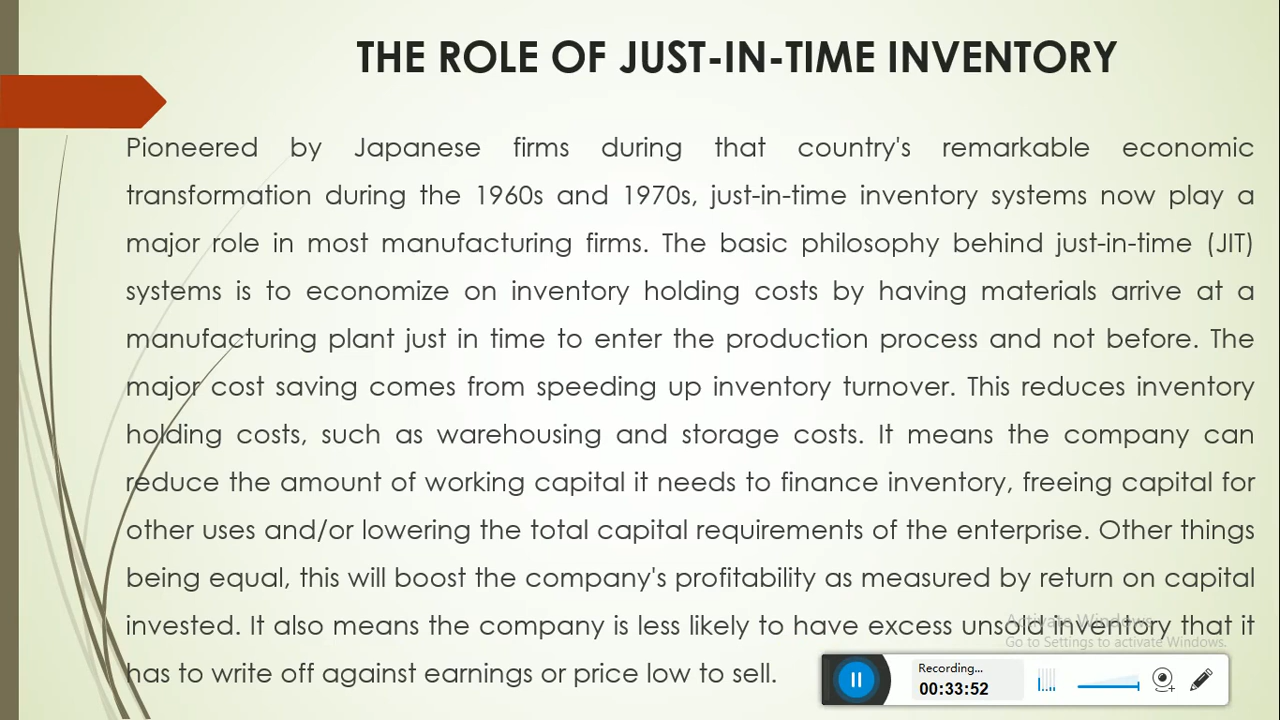 THE ROLE OF JUST-IN-TIME INVENTORY
Pioneered by Japanese firms during that country's remarkable economic
transformation during the 1960s and 1970s, just-in-time inventory systems now play a
major role in most manufacturing firms. The basic philosophy behind just-in-time (JIT)
systems is to economize on inventory holding costs by having materials arrive at a
manufacturing plant just in time to enter the production process and not before. The
major cost saving comes from speeding up inventory turnover. This reduces inventory
holding costs, such as warehousing and storage costs. It means the company can
reduce the amount of working capital it needs to finance inventory, freeing capital for
other uses and/or lowering the total capital requirements of the enterprise. Other things
being equal, this will boost the company's profitability as measured by return on capital
invested. It also means the company is less likely to have excess unsold inventory that it
has to write off against earnings or price low to sell.
Activate Windows
Go to Settings to activate Windows.
Recording...
00:33:52